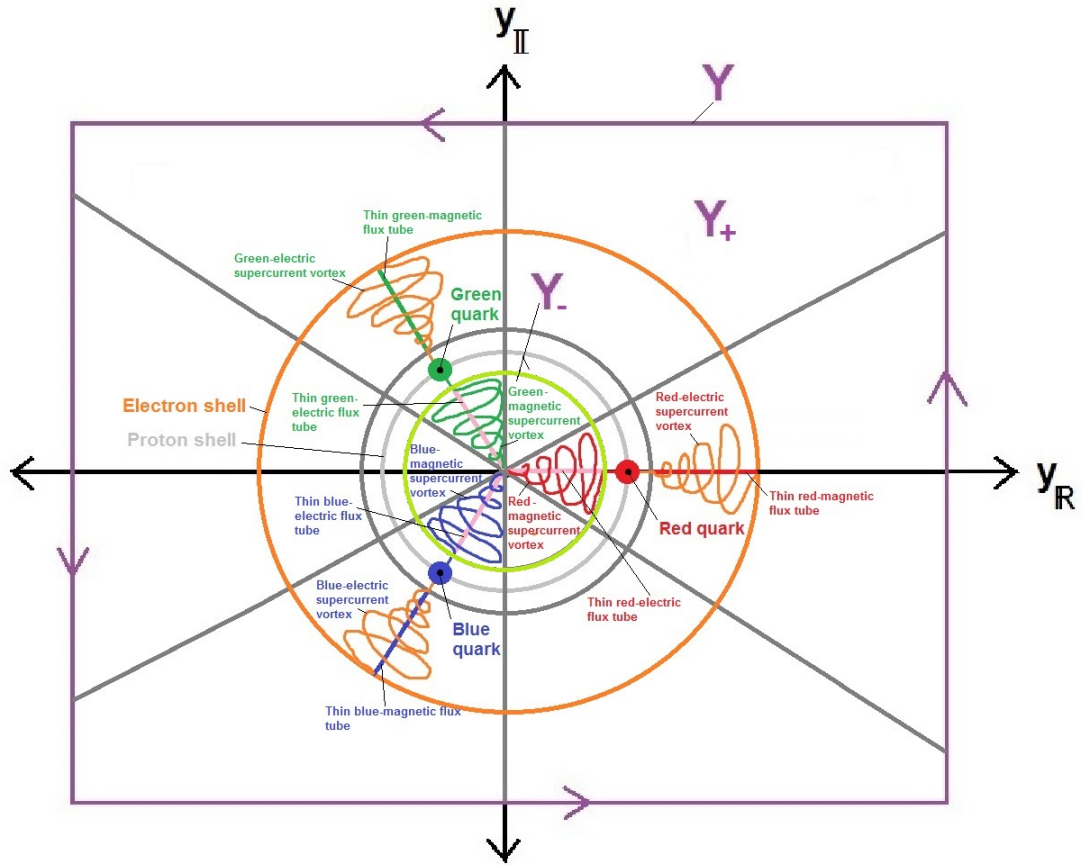 y𝕀
Y
Y+
Thin green-magnetic
flux tube
Green-electric
supercurrent vortex
Green
quark
Y-
Thin green-
electric flux
tube
Green-
magnetic
supercurrent
vortex
Red-electric
supercurrent
vortex
Electron shell
Proton shell
Blue-
magnetic
supercurrent
vortex
Thin blue-
electric flux
tube
Red-
magnetic
supercurrent
vortex
Thin red-magnetic
flux tube
yℝ
Red quark
Blue-electric
supercurrent
vortex
Thin red-electric
flux tube
Blue
quark
Thin blue-magnetic flux
tube